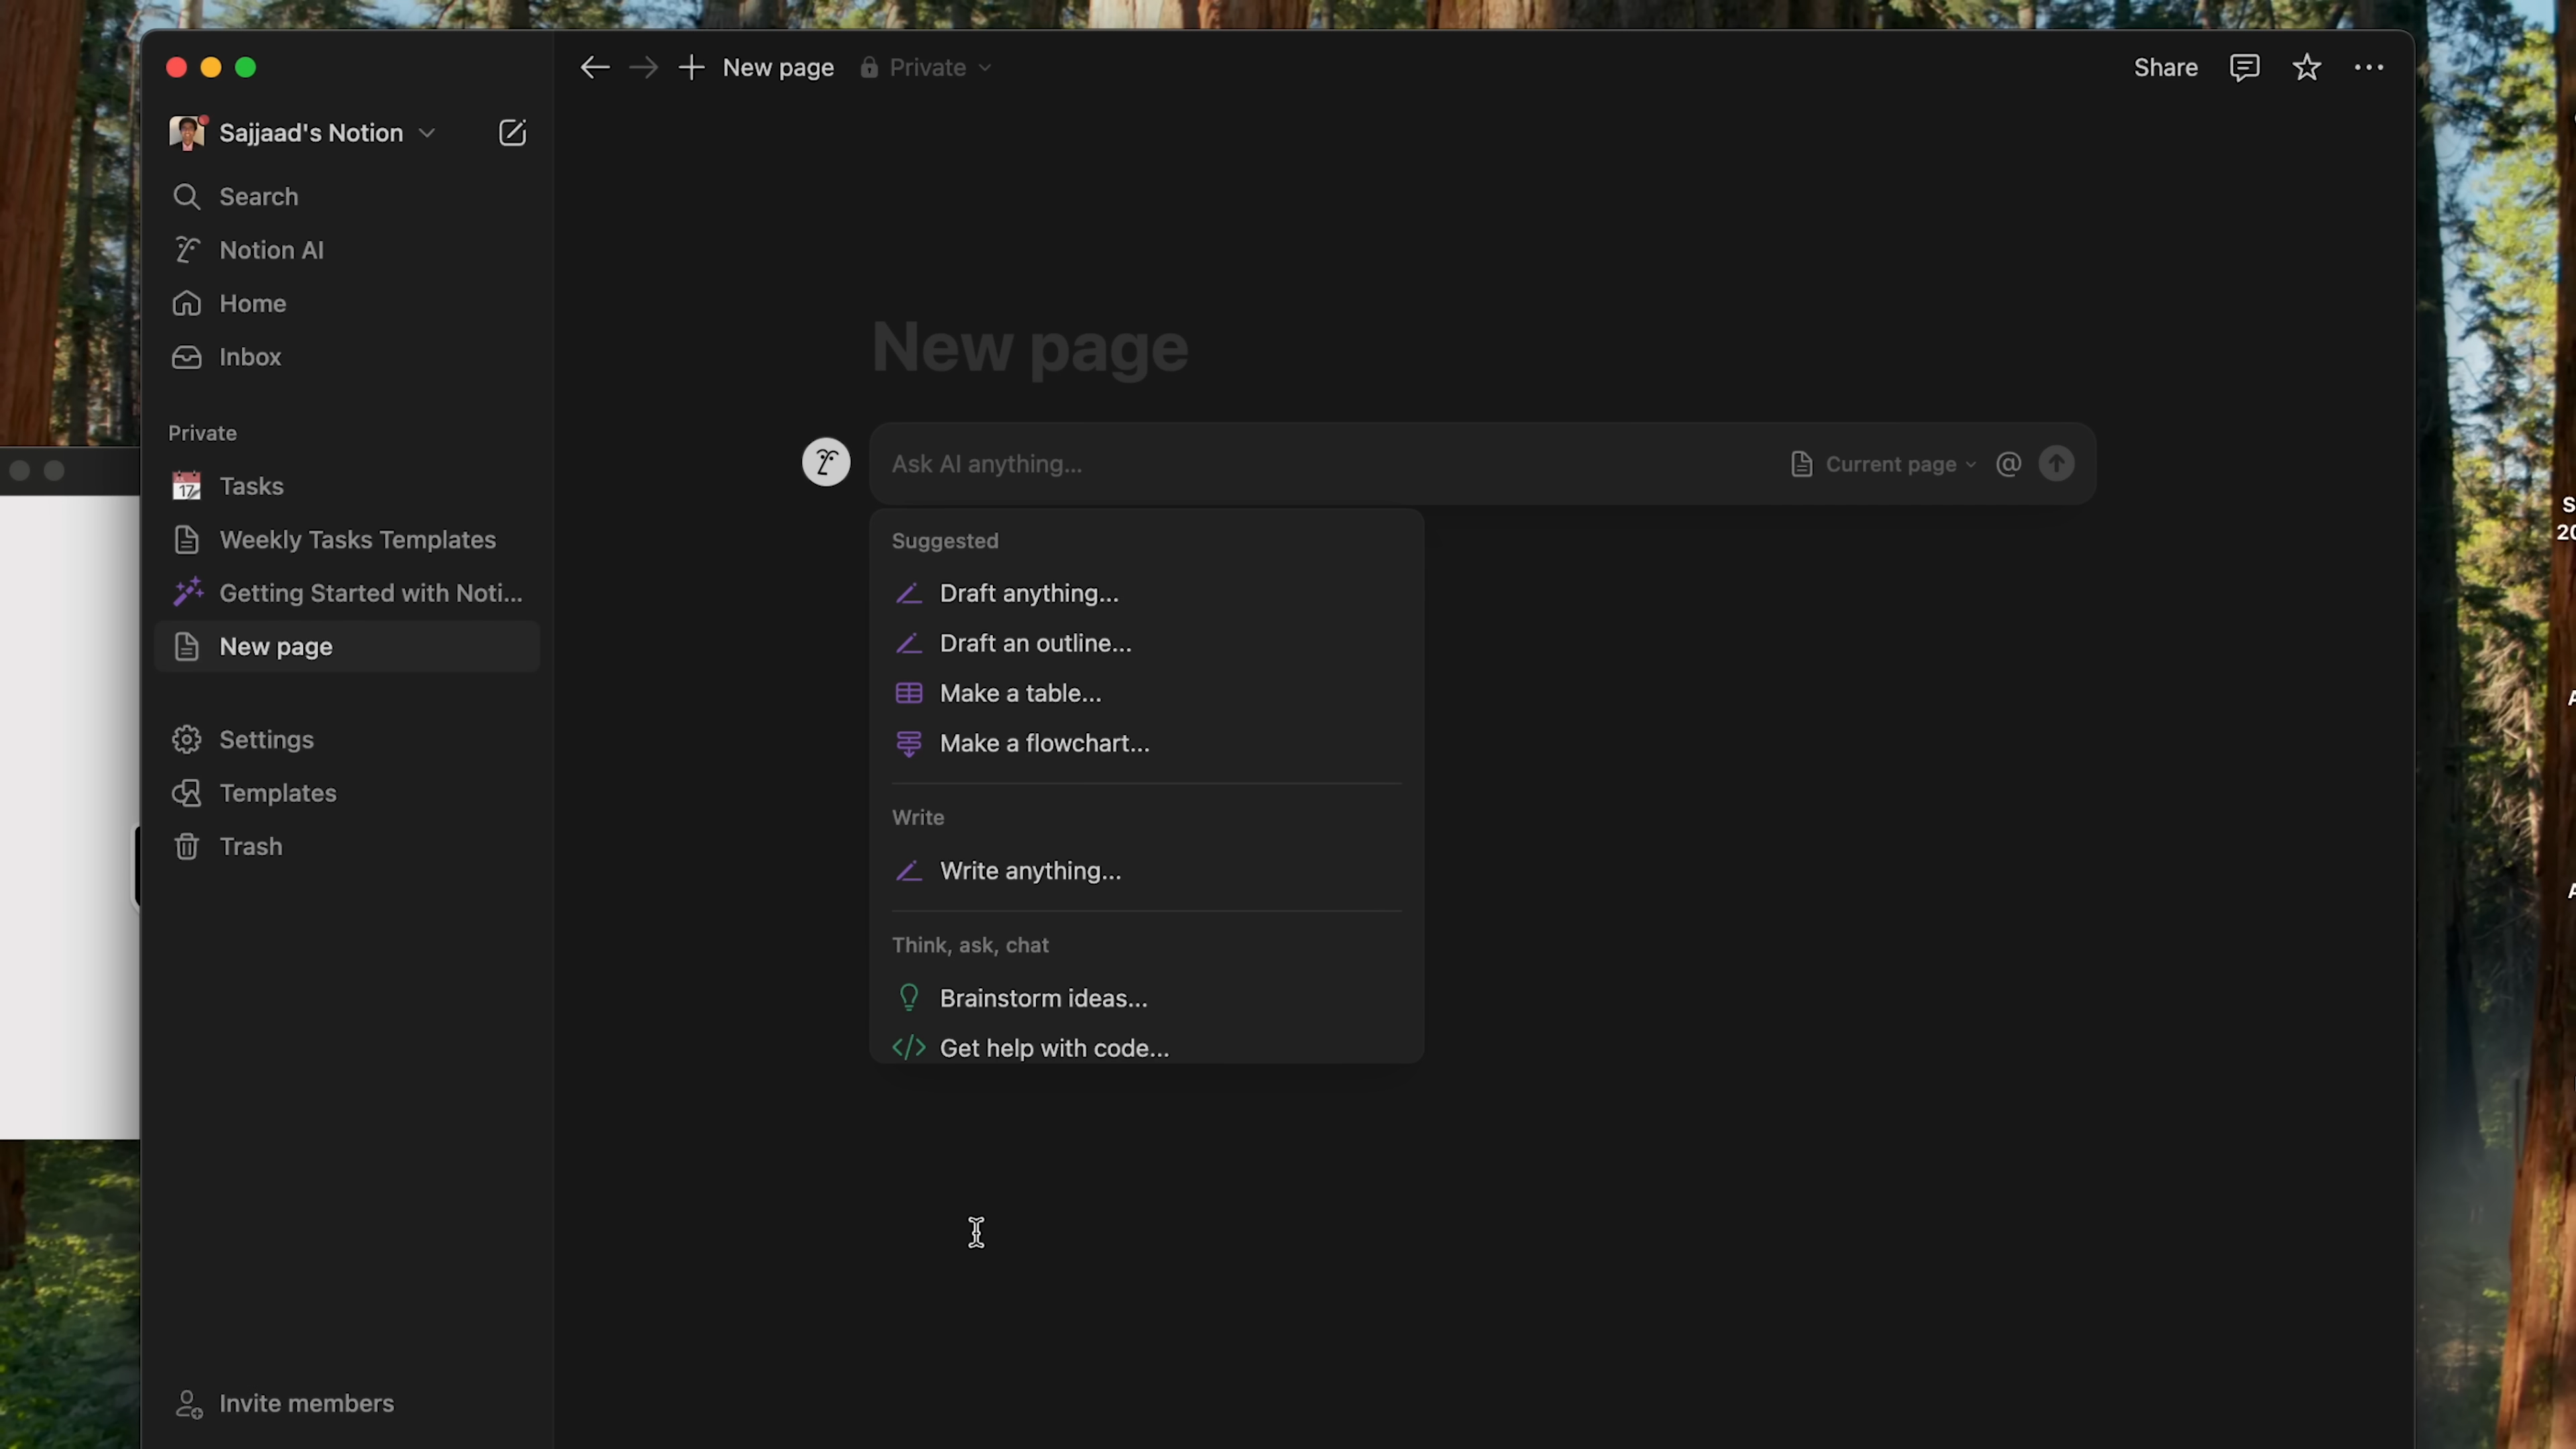 New page
Private
Share
Sajjaad's Notion
Search
Notion AI
Home
Inbox
Private
17
Tasks
Weekly Tasks Templates
Getting Started with Noti...
New page
Settings
Templates
Trash
Invite members
New page
Ask AI anything...
Current page
@
Suggested
Draft anything...
Draft an outline...
Make a table...
Make a flowchart...
Write
Write anything...
Think, ask, chat
Brainstorm ideas...
</> Get help with code...